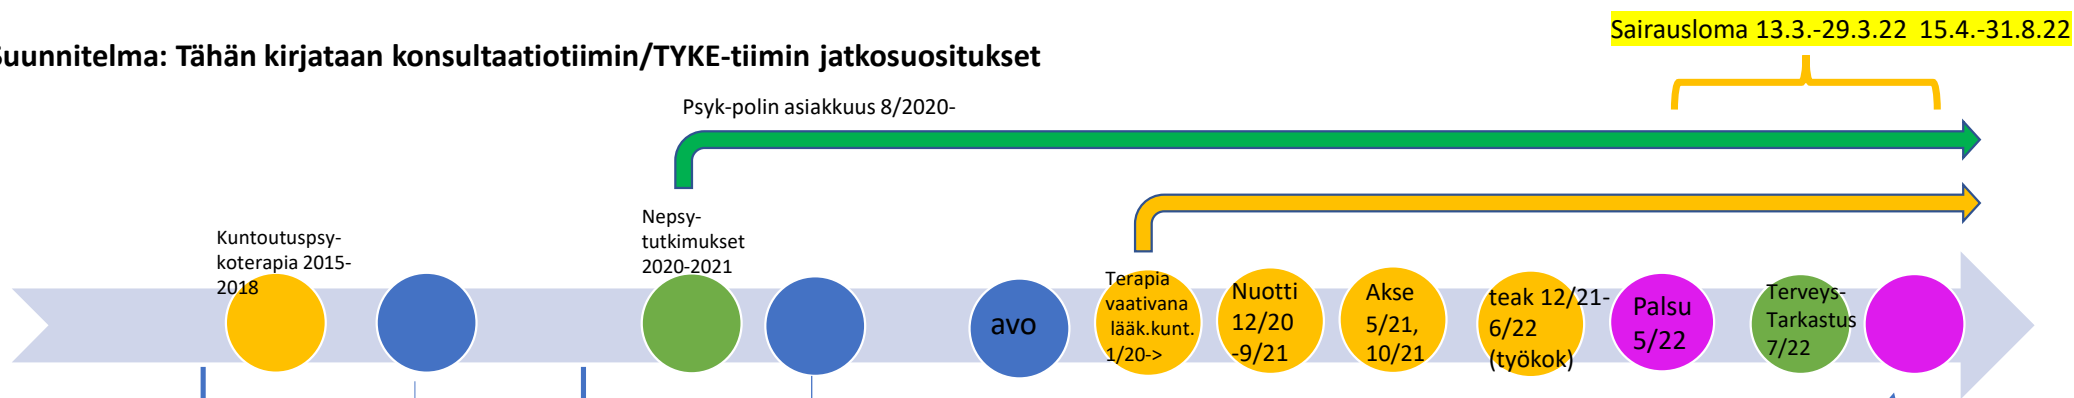 Sairausloma 13.3.-29.3.22  15.4.-31.8.22
Suunnitelma: Tähän kirjataan konsultaatiotiimin/TYKE-tiimin jatkosuositukset
Psyk-polin asiakkuus 8/2020-
Kuntoutuspsy-
koterapia 2015-
2018
Nepsy-
tutkimukset
2020-2021
avo
Terapia
vaativana
lääk.kunt.
1/20->
Nuotti
12/20
-9/21
Akse
5/21,
10/21
teak 12/21-
6/22
(työkok)
Palsu
5/22
Terveys-
Tarkastus
7/22